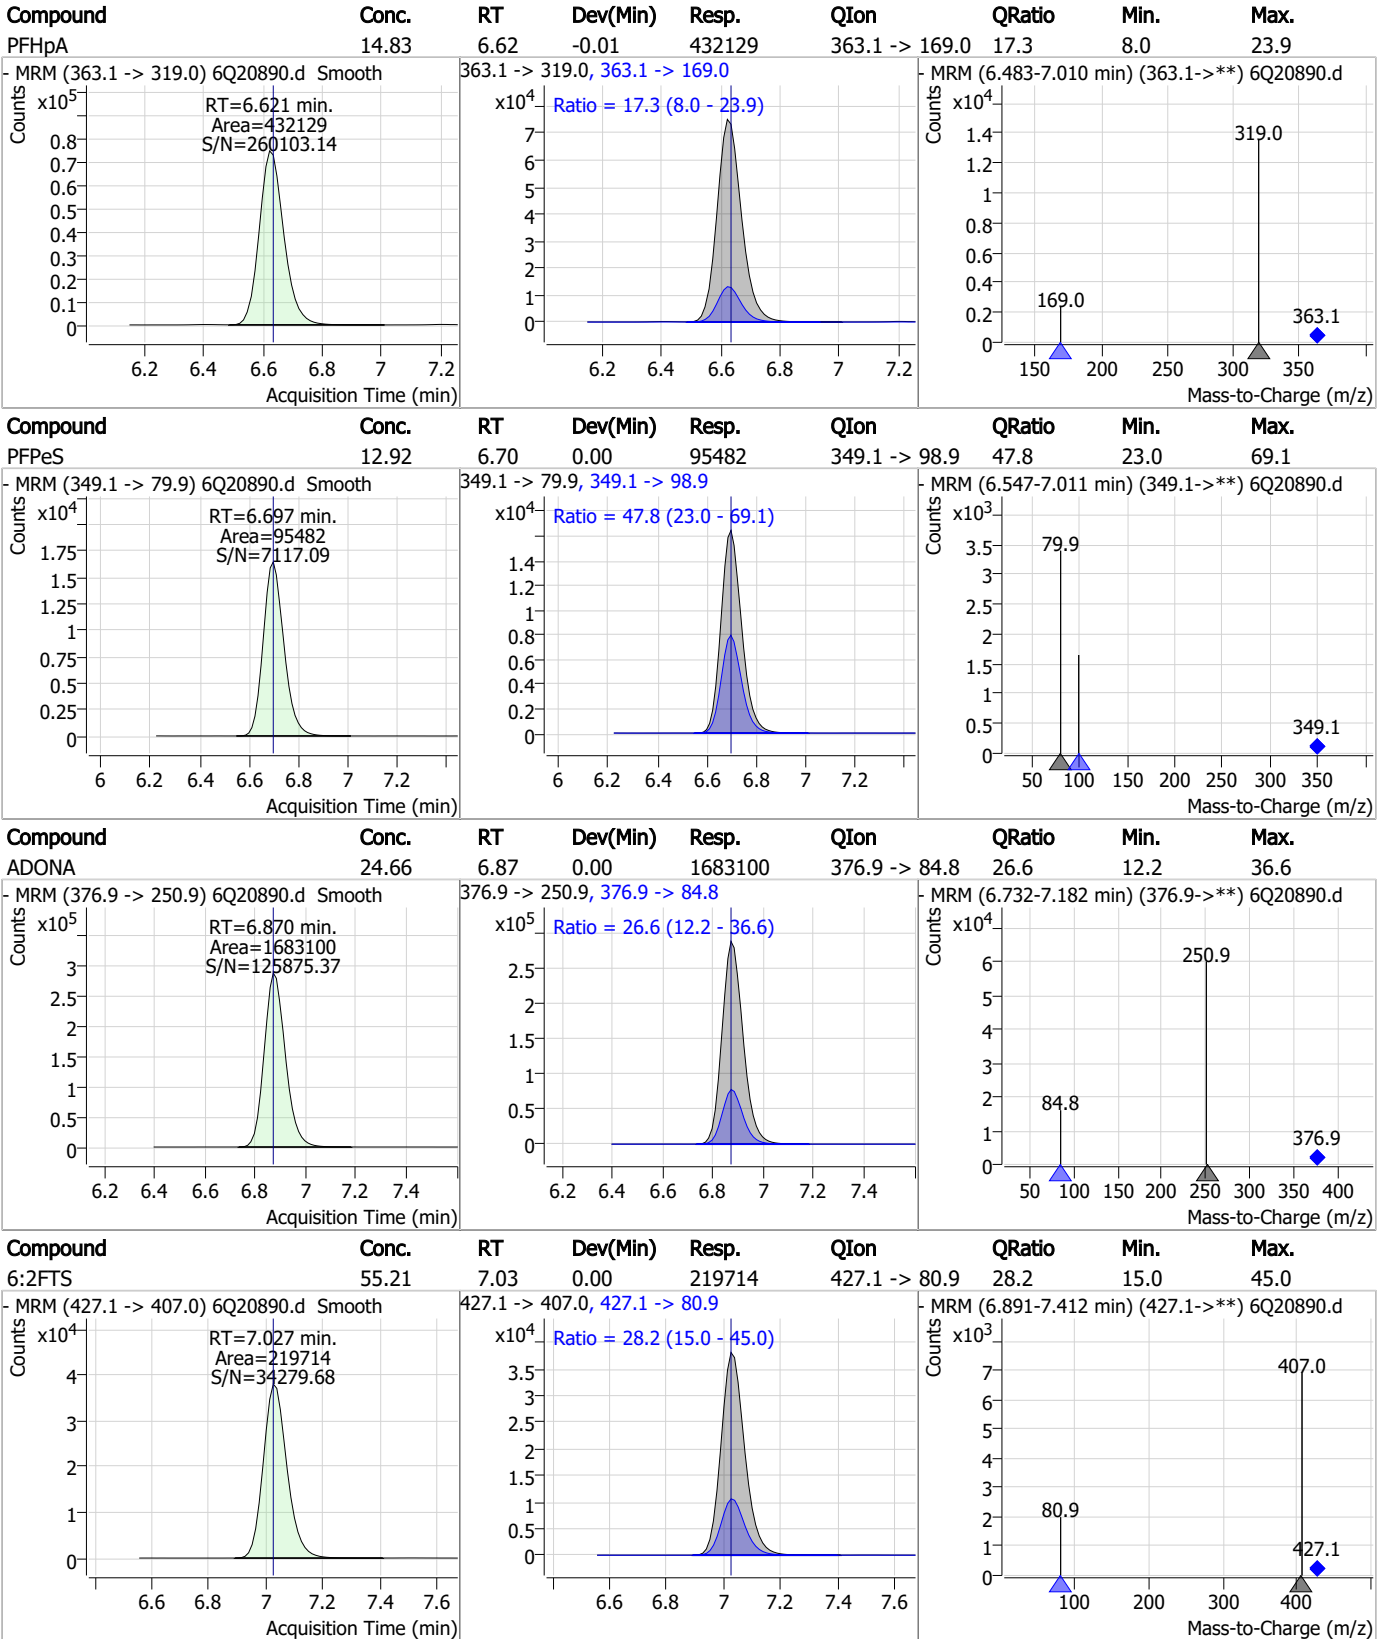 Compound Conc. RT Dev(Min) Resp. QIon QRatio Min. Max.
PFHpA 14.83 6.62 -0.01 432129 363.1 -> 169.0 17.3 8.0 23.9
- MRM (363.1 -> 319.0) 6Q20890.d Smooth
Counts
x10^5
RT=6.621 min.
Area=432129
S/N=260103.14
0.8
0.7
0.6
0.5
0.4
0.3
0.2
0.1
0
6.2 6.4 6.6 6.8 7 7.2
Acquisition Time (min)
363.1 -> 319.0, 363.1 -> 169.0
x10^4
Ratio = 17.3 (8.0 - 23.9)
7
6
5
4
3
2
1
0
6.2 6.4 6.6 6.8 7 7.2
- MRM (6.483-7.010 min) (363.1->**) 6Q20890.d
Counts
x10^4
1.4
1.2
1
0.8
0.6
0.4
0.2
0
319.0
169.0
363.1
150 200 250 300 350
Mass-to-Charge (m/z)
Compound Conc. RT Dev(Min) Resp. QIon QRatio Min. Max.
PFPeS 12.92 6.70 0.00 95482 349.1 -> 98.9 47.8 23.0 69.1
- MRM (349.1 -> 79.9) 6Q20890.d Smooth
Counts
x10^4
RT=6.697 min.
Area=95482
S/N=7117.09
1.75
1.5
1.25
1
0.75
0.5
0.25
0
6 6.2 6.4 6.6 6.8 7 7.2
Acquisition Time (min)
349.1 -> 79.9, 349.1 -> 98.9
x10^4
Ratio = 47.8 (23.0 - 69.1)
1.4
1.2
1
0.8
0.6
0.4
0.2
0
6 6.2 6.4 6.6 6.8 7 7.2
- MRM (6.547-7.011 min) (349.1->**) 6Q20890.d
Counts
x10^3
3.5
3
2.5
2
1.5
1
0.5
0
79.9
349.1
50 100 150 200 250 300 350
Mass-to-Charge (m/z)
Compound Conc. RT Dev(Min) Resp. QIon QRatio Min. Max.
ADONA 24.66 6.87 0.00 1683100 376.9 -> 84.8 26.6 12.2 36.6
- MRM (376.9 -> 250.9) 6Q20890.d Smooth
Counts
x10^5
RT=6.870 min.
Area=1683100
S/N=125875.37
3
2.5
2
1.5
1
0.5
0
6.2 6.4 6.6 6.8 7 7.2 7.4
Acquisition Time (min)
376.9 -> 250.9, 376.9 -> 84.8
x10^5
Ratio = 26.6 (12.2 - 36.6)
2.5
2
1.5
1
0.5
0
6.2 6.4 6.6 6.8 7 7.2 7.4
- MRM (6.732-7.182 min) (376.9->**) 6Q20890.d
Counts
x10^4
6
5
4
3
2
1
0
250.9
84.8
376.9
50 100 150 200 250 300 350 400
Mass-to-Charge (m/z)
Compound Conc. RT Dev(Min) Resp. QIon QRatio Min. Max.
6:2FTS 55.21 7.03 0.00 219714 427.1 -> 80.9 28.2 15.0 45.0
- MRM (427.1 -> 407.0) 6Q20890.d Smooth
Counts
x10^4
RT=7.027 min.
Area=219714
S/N=34279.68
4
3
2
1
0
6.6 6.8 7 7.2 7.4 7.6
Acquisition Time (min)
427.1 -> 407.0, 427.1 -> 80.9
x10^4
Ratio = 28.2 (15.0 - 45.0)
3.5
3
2.5
2
1.5
1
0.5
0
6.6 6.8 7 7.2 7.4 7.6
- MRM (6.891-7.412 min) (427.1->**) 6Q20890.d
Counts
x10^3
7
6
5
4
3
2
1
0
407.0
80.9
427.1
100 200 300 400
Mass-to-Charge (m/z)